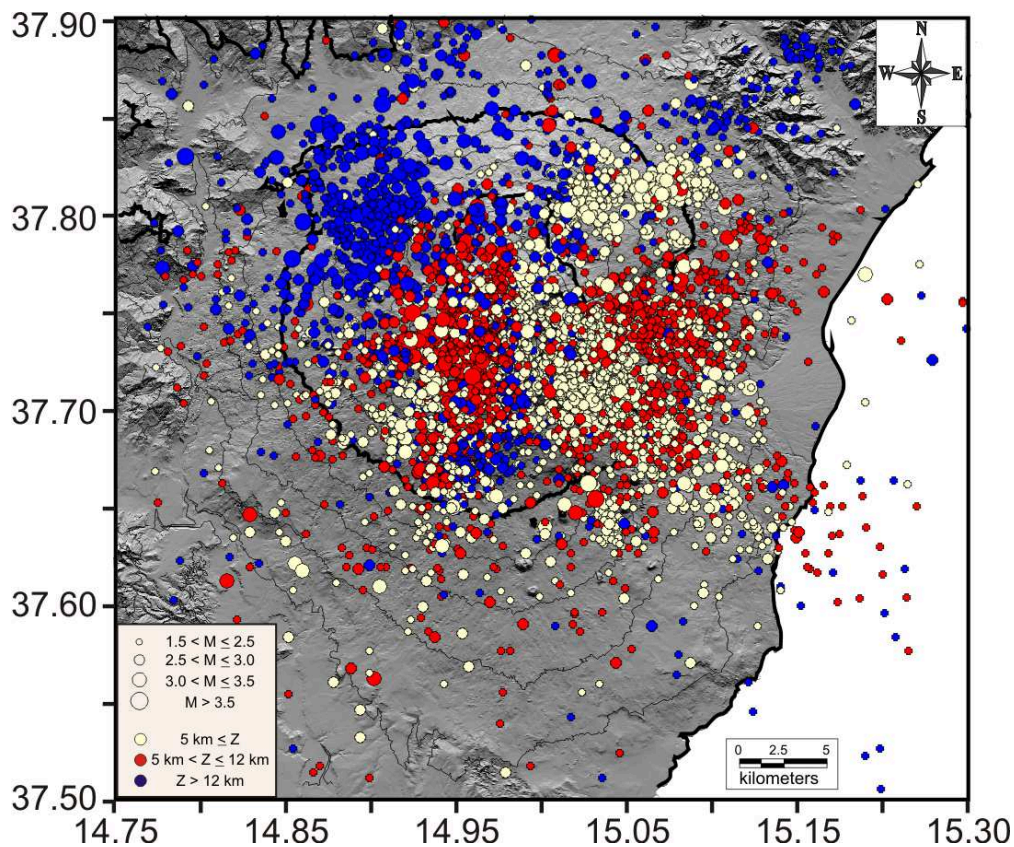 37.90
37.80
37.70
37.60
37.50
14.75
14.85
14.95
15.05
15.15
15.30
N
W E
S
1.5 < M ≤ 2.5
2.5 < M ≤ 3.0
3.0 < M ≤ 3.5
M > 3.5
5 km ≤ Z
5 km < Z ≤ 12 km
Z > 12 km
0 2.5 5
kilometers